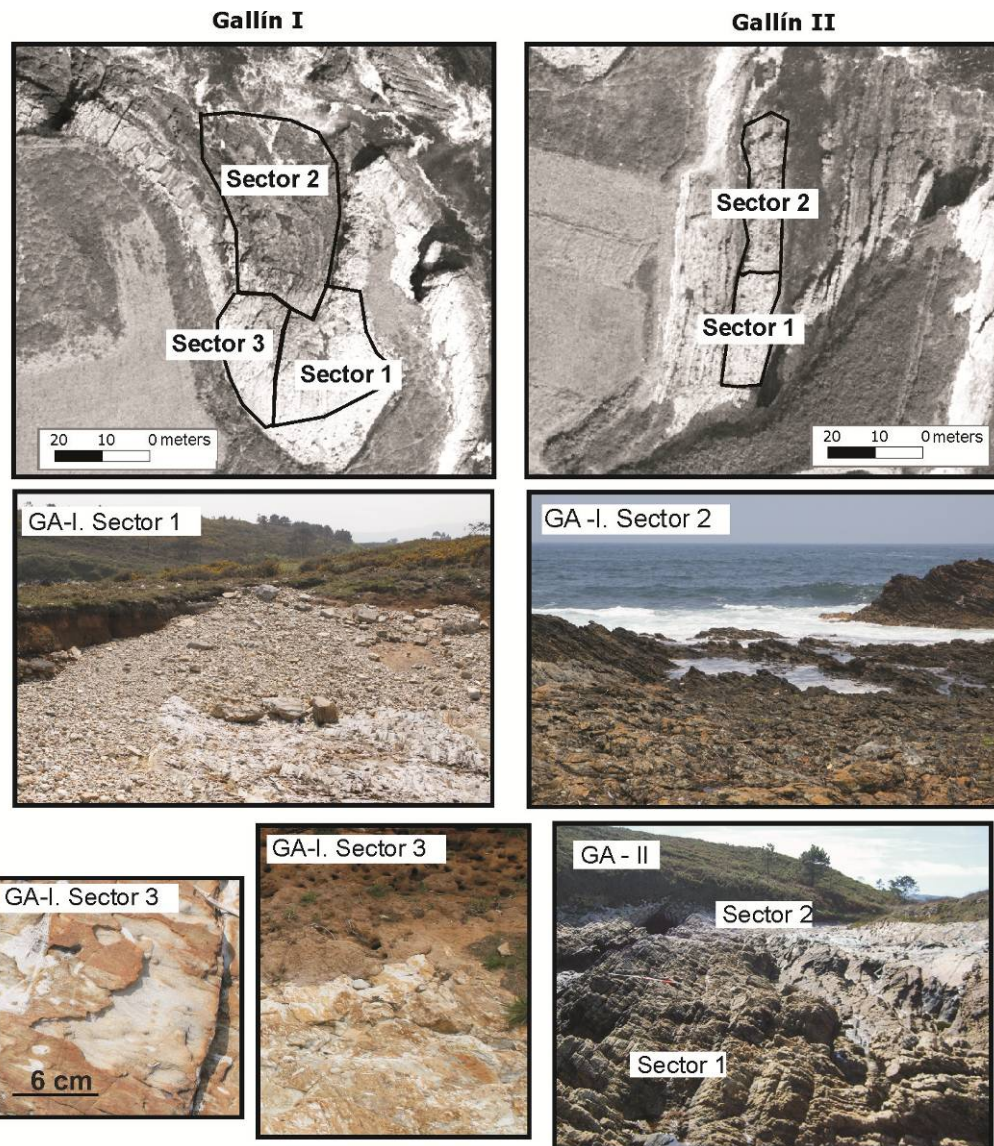 Gallín I
Gallín II
Sector 2
Sector 3
Sector 1
20 10 0 meters
Sector 2
Sector 1
20 10 0 meters
GA-I. Sector 1
GA -I. Sector 2
GA-I. Sector 3
6 cm
GA-I. Sector 3
GA - II
Sector 2
Sector 1